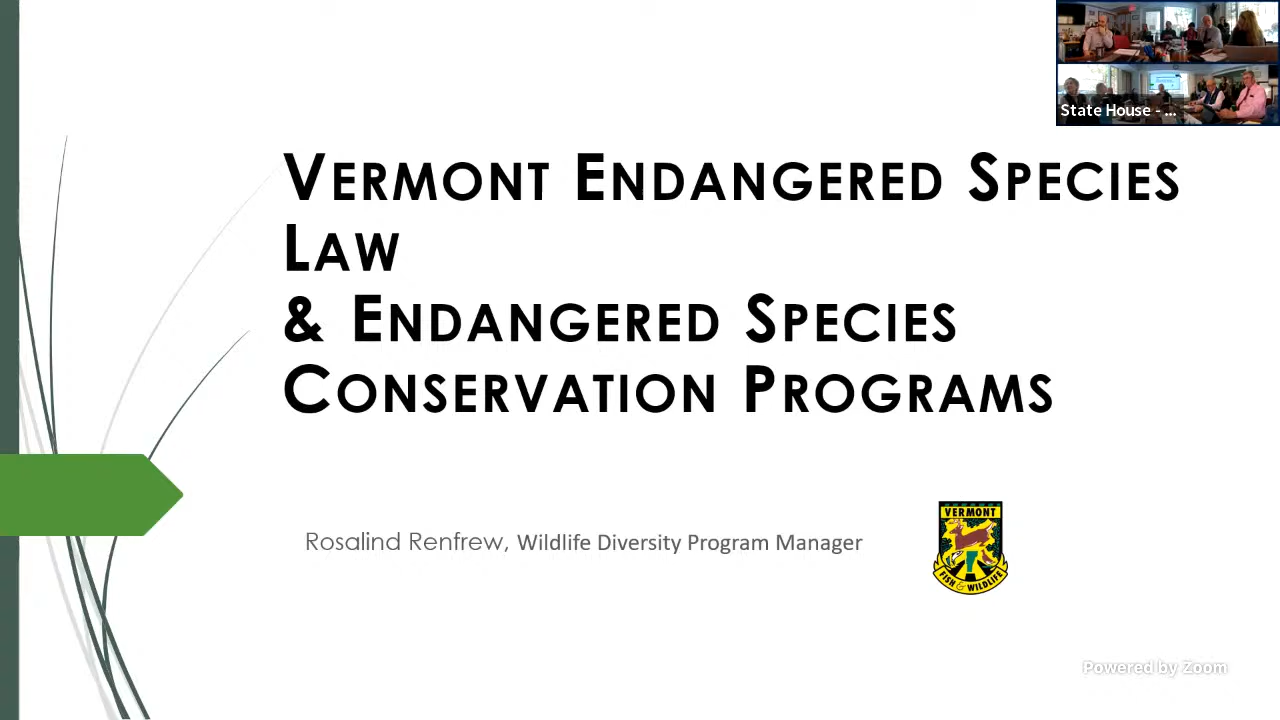 State House - ...
VERMONT ENDANGERED SPECIES
LAW
& ENDANGERED SPECIES
CONSERVATION PROGRAMS
Rosalind Renfrew, Wildlife Diversity Program Manager
VERMONT
FISH & WILDLIFE
Powered by Zoom